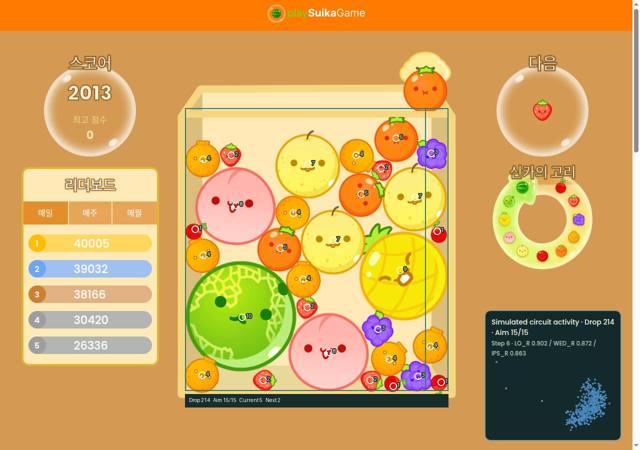 playSuikaGame
스코어
2013
최고 점수
0
리더보드
매일
매주
매월
1 40005
2 39032
3 38166
4 30420
5 26336
다음
신카의 고리
Simulated circuit activity · Drop 214
· Aim 15/15
Step 6 · LO_R 0.902 / WED_R 0.872 /
IPS_R 0.863
Drop 214 Aim 15/15 Current 5 Next 2